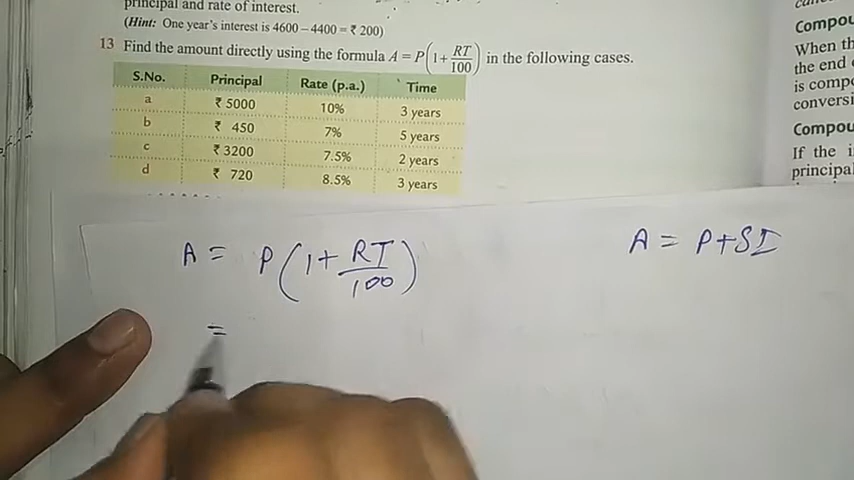 principal and rate of interest.
(Hint: One year's interest is 4600 – 4400 = ₹ 200)
13 Find the amount directly using the formula A = P(1 + RT/100) in the following cases.
S.No. Principal Rate (p.a.) Time
a ₹ 5000 10% 3 years
b ₹ 450 7% 5 years
c ₹ 3200 7.5% 2 years
d ₹ 720 8.5% 3 years
A = P(1 + RT/100)
=
A = P+SI
When th
the end
is comp
conversi
If the i
principal